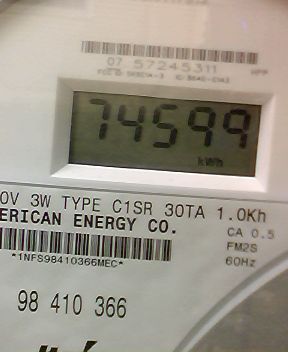 07 57245311
74599
kWh
0V 3W TYPE C1SR 30TA 1.0Kh
ERICAN ENERGY CO.
CA 0.5
FM2S
*1NFS98410366MEC*
60Hz
98 410 366